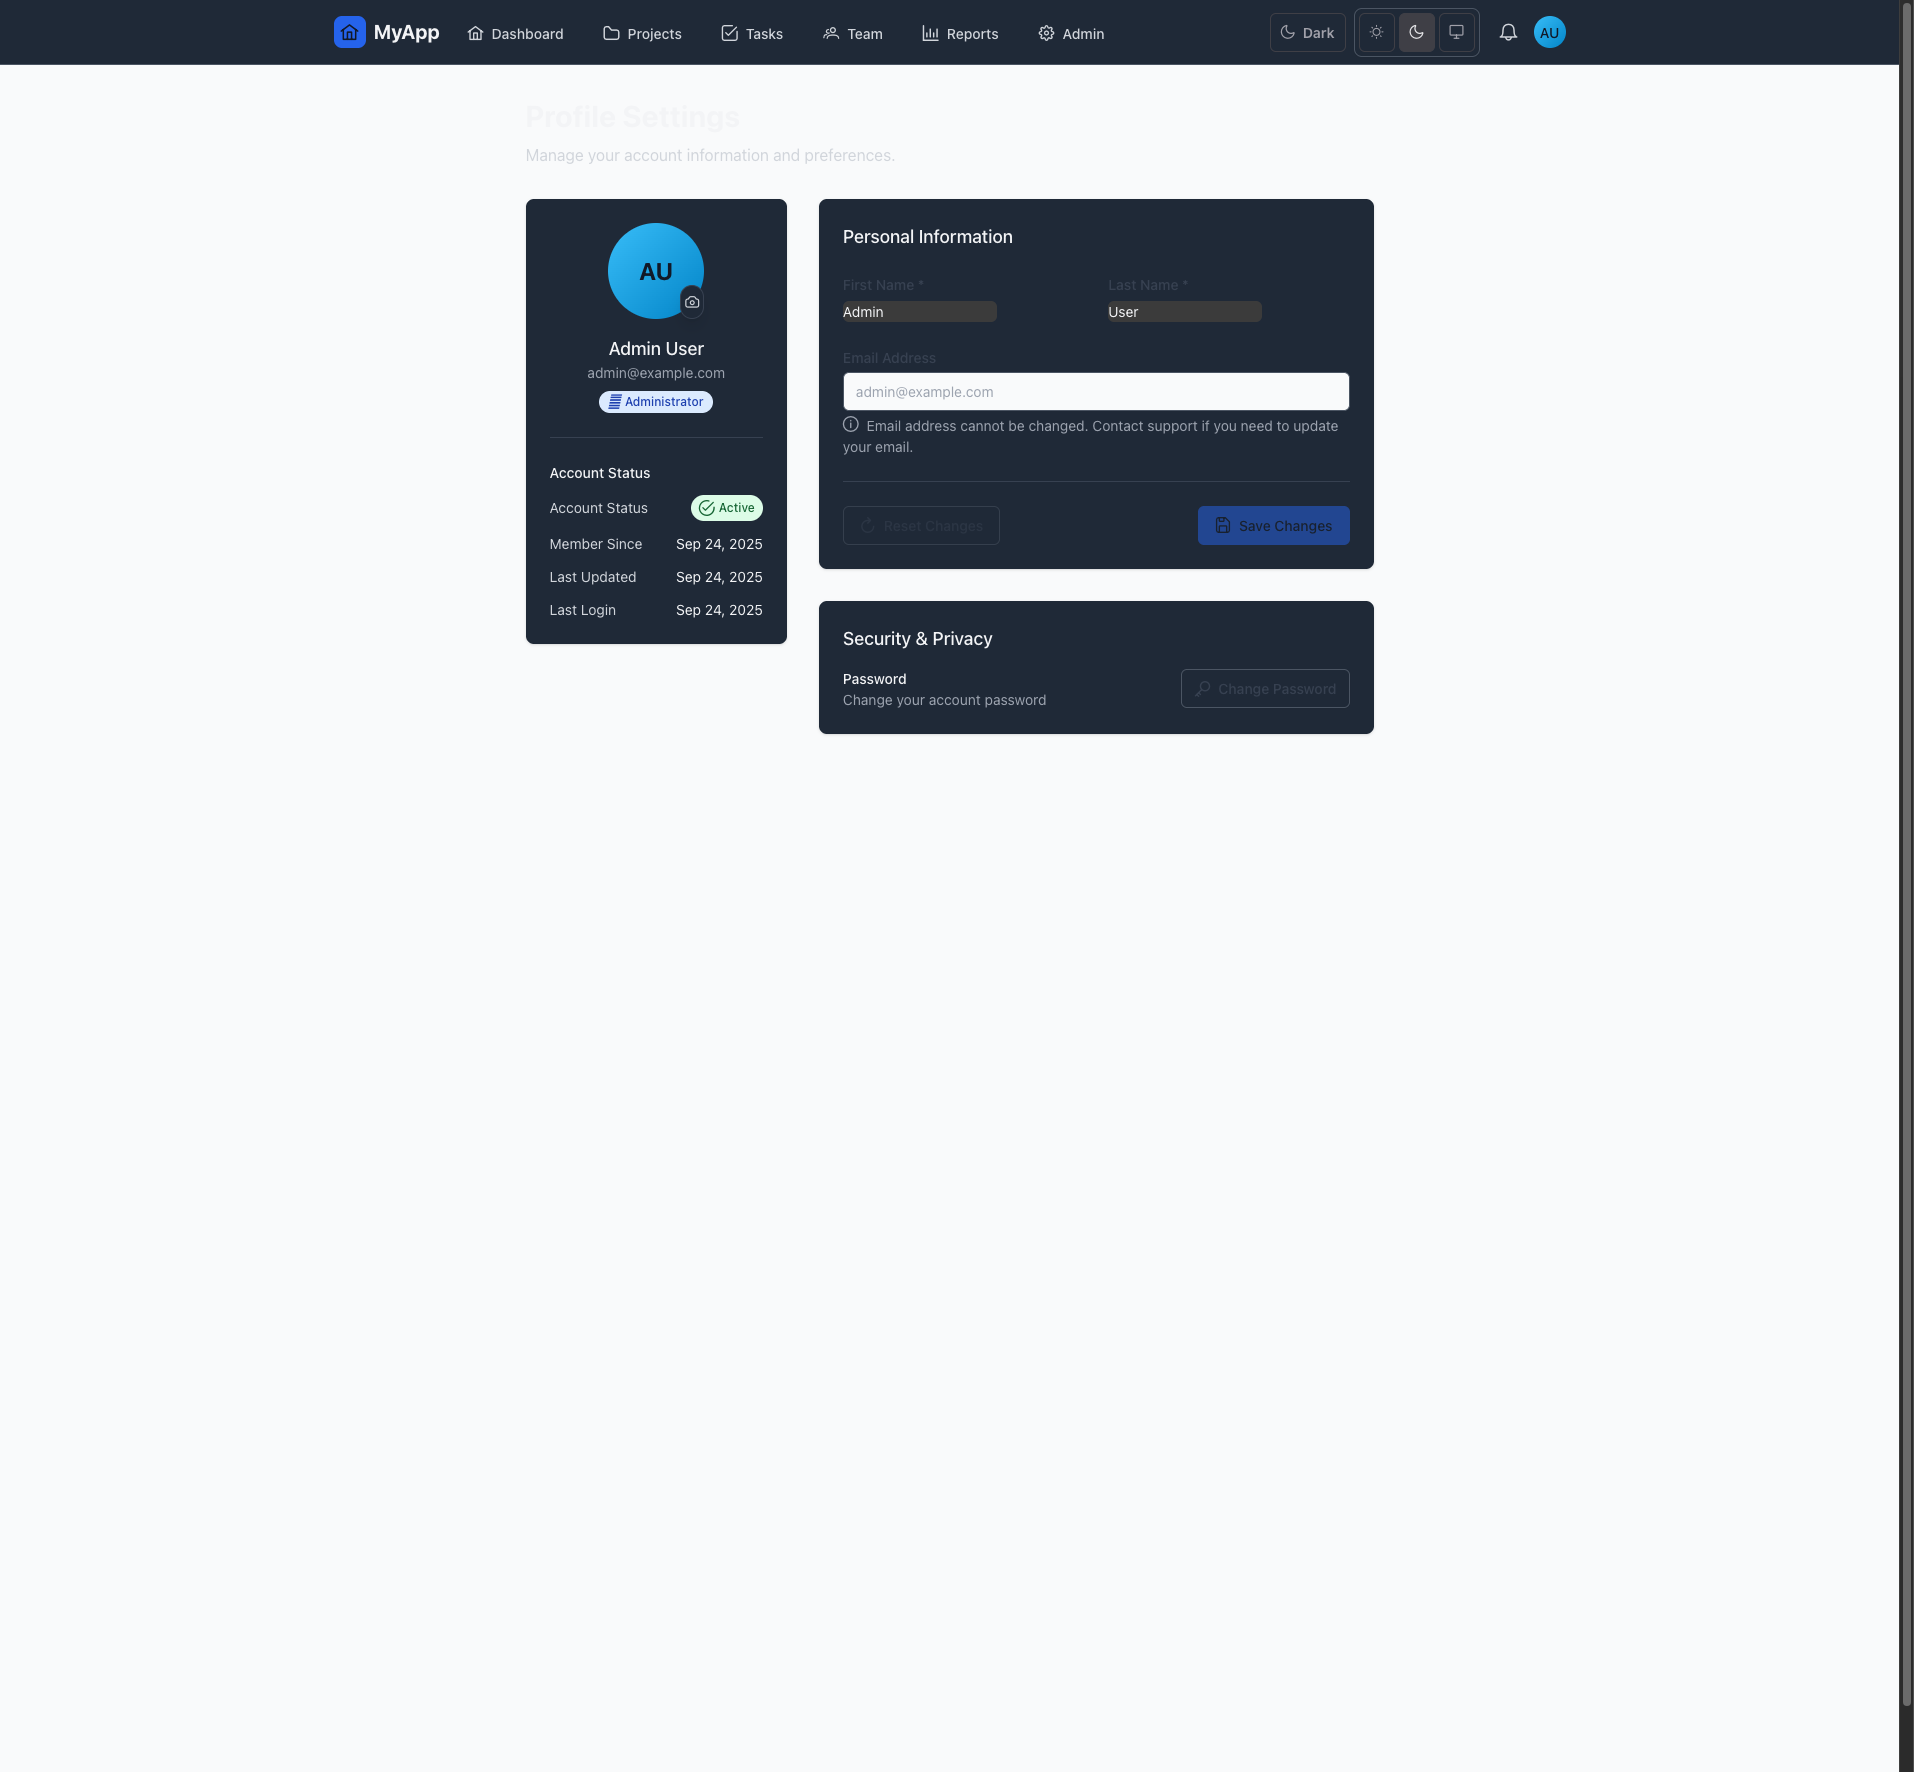 MyApp
Dashboard
Projects
Tasks
Team
Reports
Admin
Dark
AU
Profile Settings
Manage your account information and preferences.
AU
Admin User
admin@example.com
Administrator
Account Status
Account Status
Active
Member Since
Sep 24, 2025
Last Updated
Sep 24, 2025
Last Login
Sep 24, 2025
Personal Information
First Name *
Last Name *
Admin
User
Email Address
admin@example.com
Email address cannot be changed. Contact support if you need to update
your email.
Reset Changes
Save Changes
Security & Privacy
Password
Change your account password
Change Password